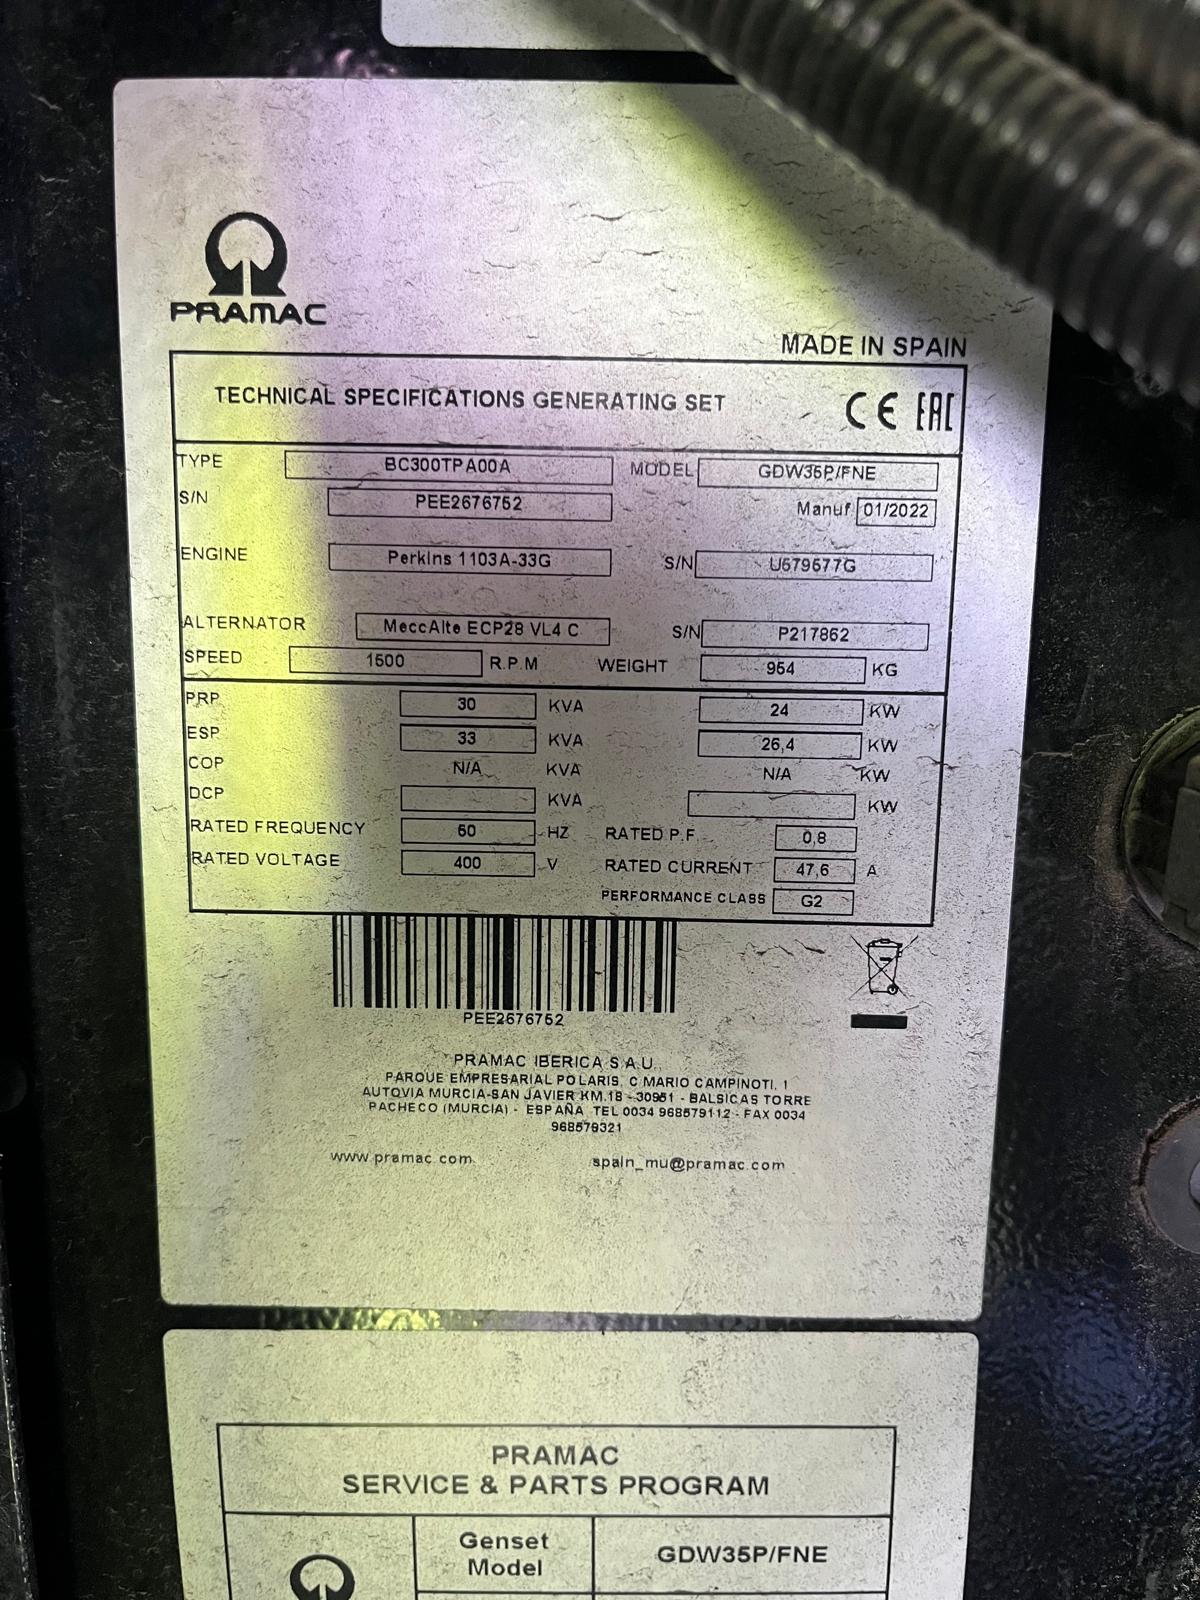 PRAMAC
MADE IN SPAIN
TECHNICAL SPECIFICATIONS GENERATING SET CE EAC
TYPE BC300TPA00A MODEL GDW35P/FNE
S/N PEE2676752 Manuf 01/2022
ENGINE Perkins 1103A-33G S/N U579577G
ALTERNATOR MeccAlte ECP28 VL4 C S/N P217862
SPEED 1500 R.P.M WEIGHT 954 KG
PRP 30 KVA 24 KW
ESP 33 KVA 26,4 KW
COP N/A KVA N/A KW
DCP KVA KW
RATED FREQUENCY 50 HZ RATED P.F. 0,8
RATED VOLTAGE 400 V RATED CURRENT 47,6 A
PERFORMANCE CLASS G2
PEE2676752
PRAMAC IBERICA S.A.U.
PARQUE EMPRESARIAL POLARIS. C MARIO CAMPINOTI, 1
AUTOVIA MURCIA-SAN JAVIER KM.18 - 30591 - BALSICAS TORRE
PACHECO (MURCIA) - ESPAÑA TEL 0034 968579112 - FAX 0034
968579321
www.pramac.com spain_mu@pramac.com
PRAMAC
SERVICE & PARTS PROGRAM
Genset
Model
GDW35P/FNE